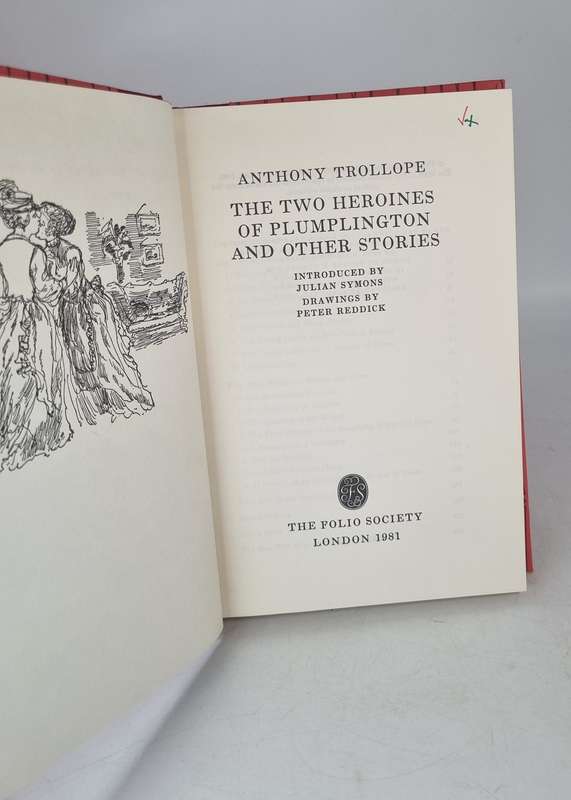 ANTHONY TROLLOPE
THE TWO HEROINES
OF PLUMPLINGTON
AND OTHER STORIES
INTRODUCED BY
JULIAN SYMONS
DRAWINGS BY
PETER REDDICK
FS
THE FOLIO SOCIETY
LONDON 1981